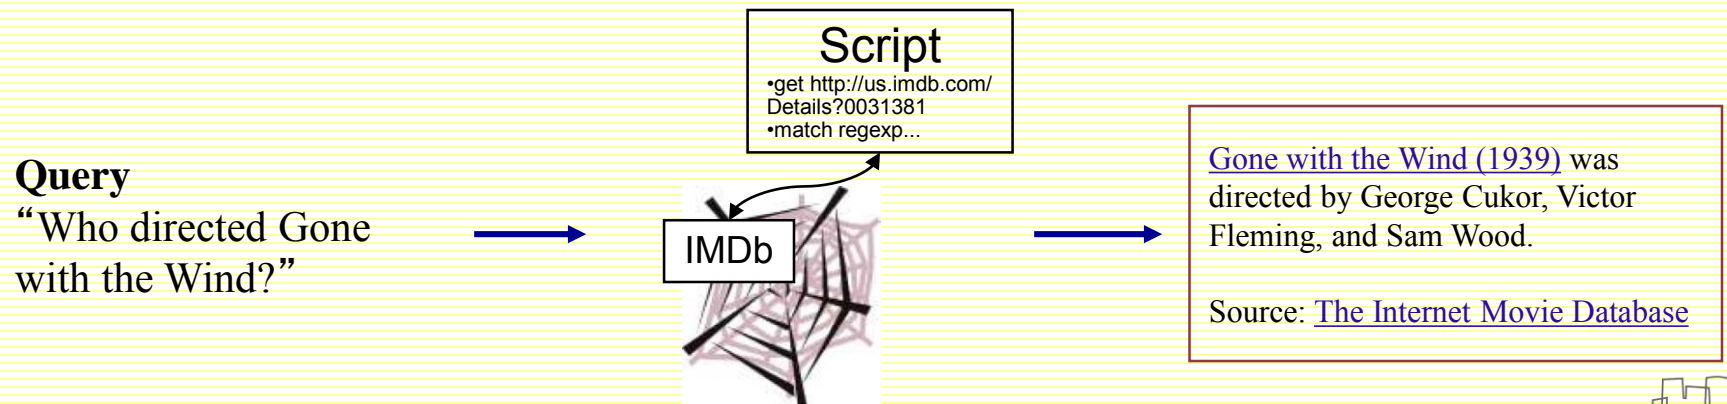 Query
“Who directed Gone
with the Wind?”
Script
•get http://us.imdb.com/
Details?0031381
•match regexp...
IMDb
Gone with the Wind (1939) was
directed by George Cukor, Victor
Fleming, and Sam Wood.
Source: The Internet Movie Database